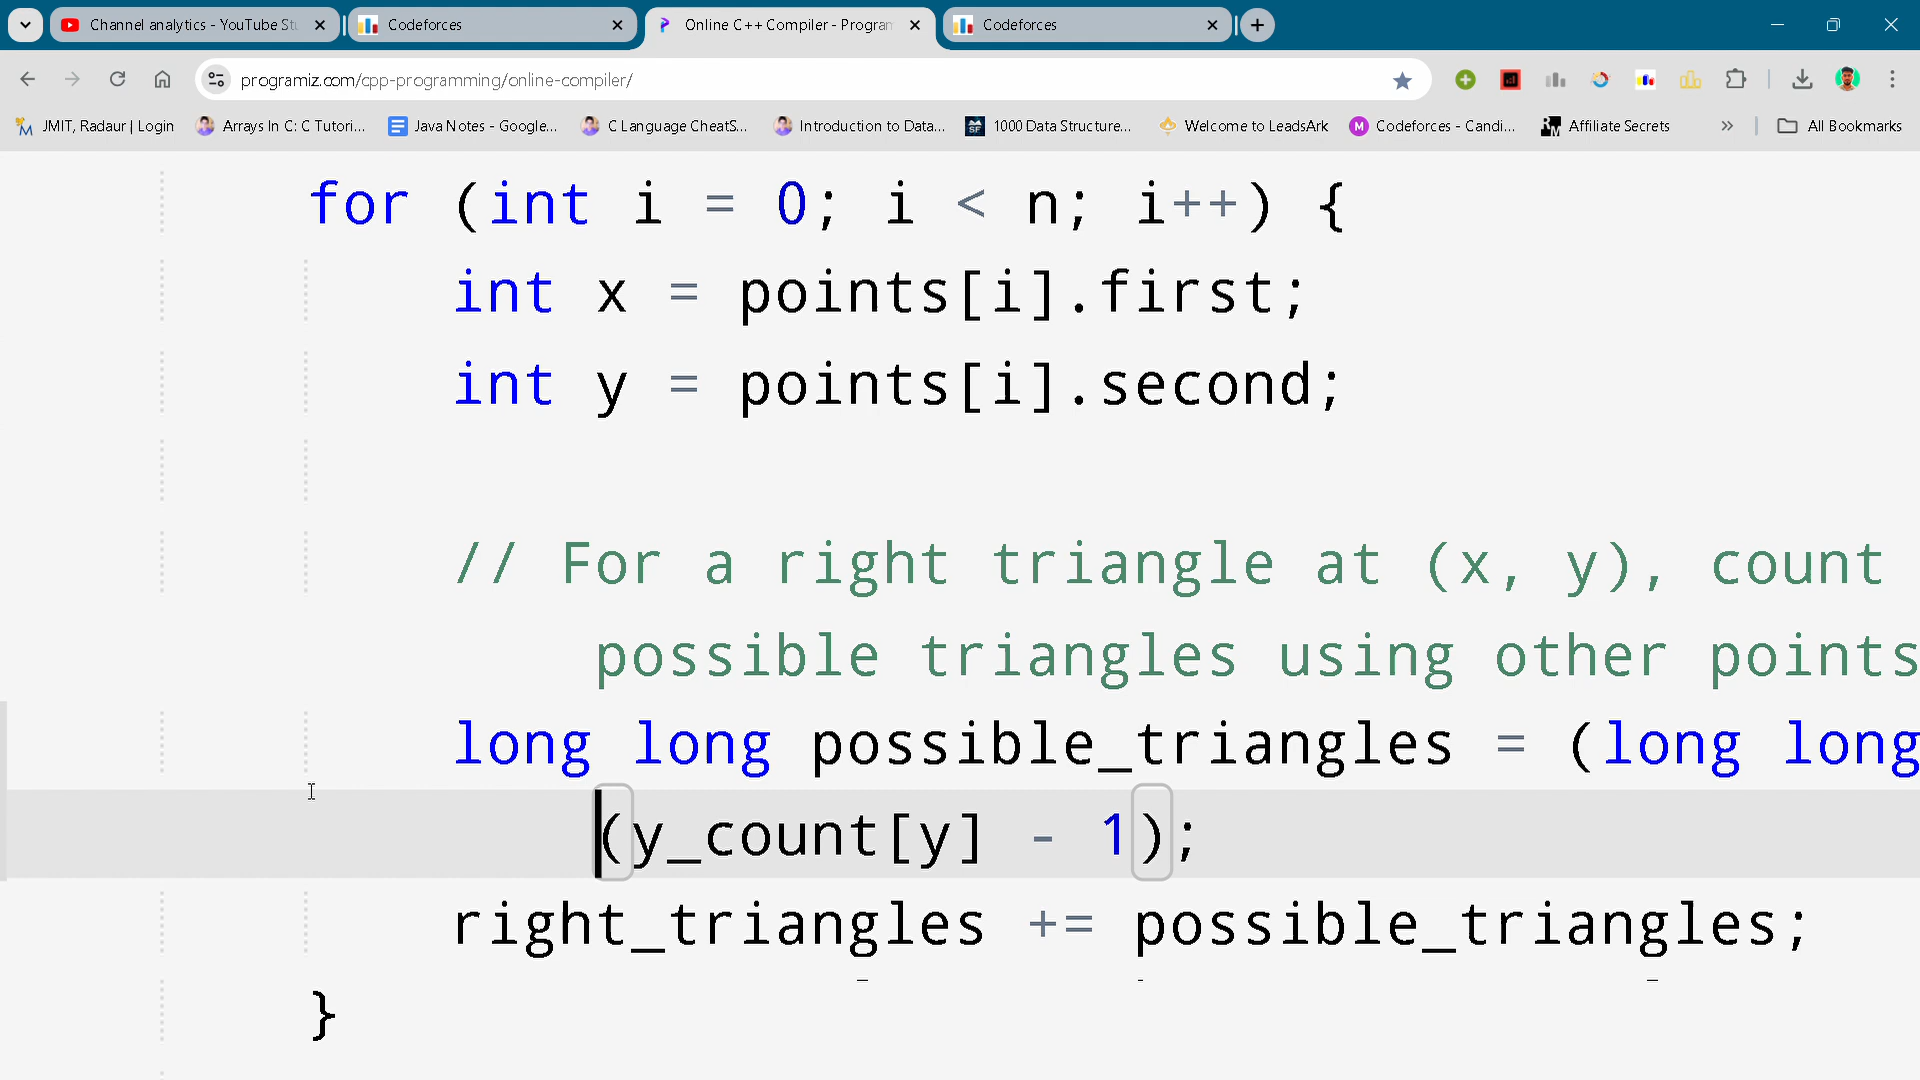 Channel analytics - YouTube Stu
Codeforces
Online C++ Compiler - Program
Codeforces
programiz.com/cpp-programming/online-compiler/
JMIT, Radaur | Login
Arrays In C: C Tutori...
Java Notes - Google...
C Language CheatS...
Introduction to Data...
1000 Data Structure...
Welcome to LeadsArk
Codeforces - Candi...
Affiliate Secrets
All Bookmarks
for (int i = 0; i < n; i++) {
int x = points[i].first;
int y = points[i].second;
// For a right triangle at (x, y), count
possible triangles using other points
long long possible_triangles = (long long
(y_count[y] - 1);
right_triangles += possible_triangles;
}